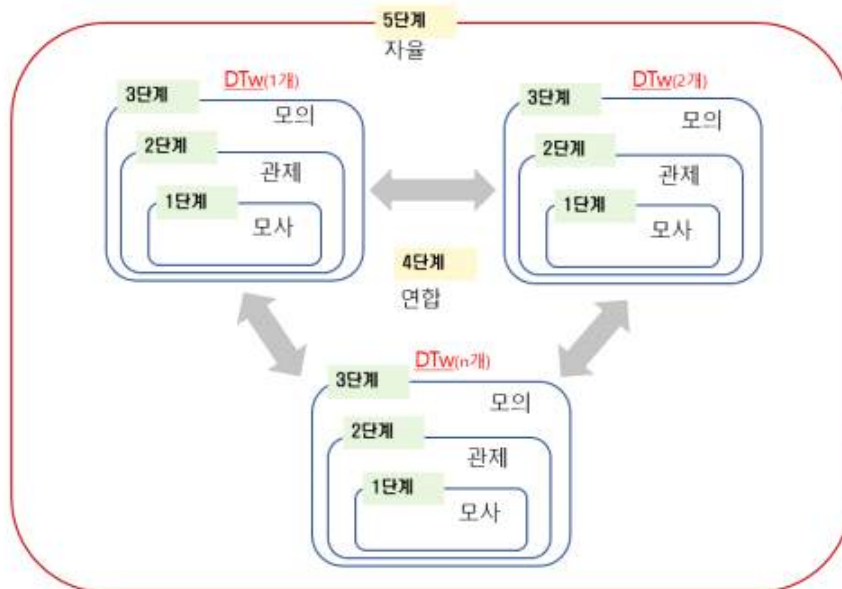 5단계
자율
DTw(1개)
3단계
모의
2단계
관제
1단계
모사
DTw(2개)
3단계
모의
2단계
관제
1단계
모사
4단계
연합
DTw(n개)
3단계
모의
2단계
관제
1단계
모사